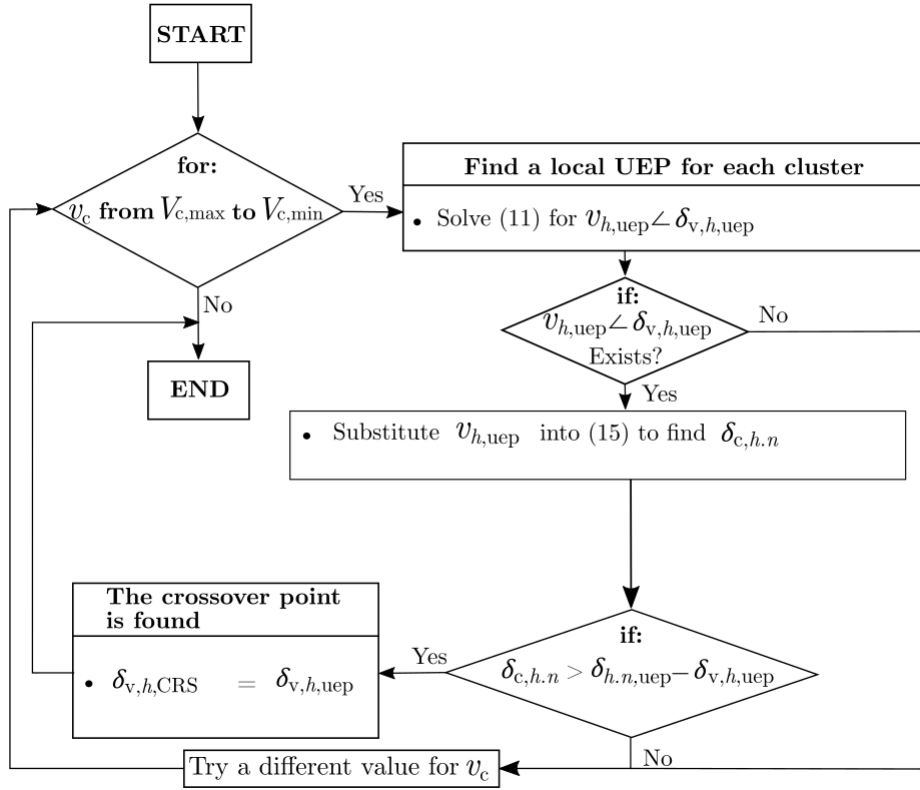 START
for:
v_c from V_c,max to V_c,min
Yes
Find a local UEP for each cluster
• Solve (11) for v_h,uep∠δ_v,h,uep
No
if:
v_h,uep∠δ_v,h,uep
Exists?
No
Yes
END
• Substitute v_h,uep into (15) to find δ_c,h.n
The crossover point
is found
• δ_v,h,CRS = δ_v,h,uep
Yes
if:
δ_c,h.n > δ_h.n,uep − δ_v,h,uep
No
Try a different value for v_c